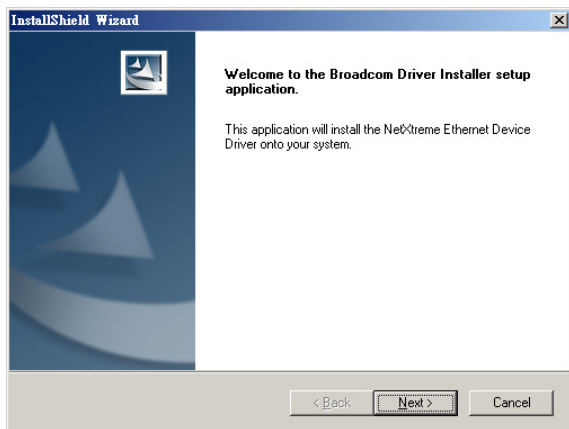 InstallShield Wizard
Welcome to the Broadcom Driver Installer setup
application.
This application will install the NetXtreme Ethernet Device
Driver onto your system.
< Back Next > Cancel